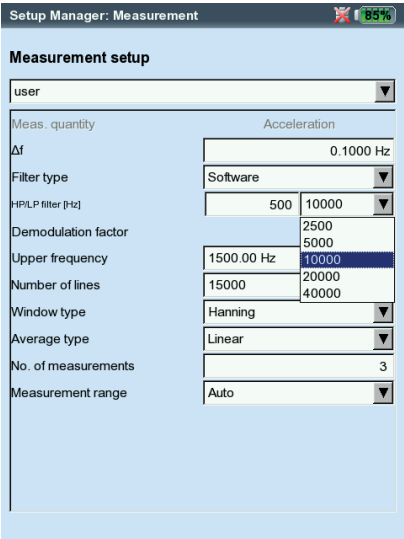 Setup Manager: Measurement 85%
Measurement setup
user
Meas. quantity Acceleration
Δf 0.1000 Hz
Filter type Software
HP/LP filter [Hz] 500 10000
Demodulation factor
2500
5000
10000
20000
40000
Upper frequency 1500.00 Hz
Number of lines 15000
Window type Hanning
Average type Linear
No. of measurements 3
Measurement range Auto